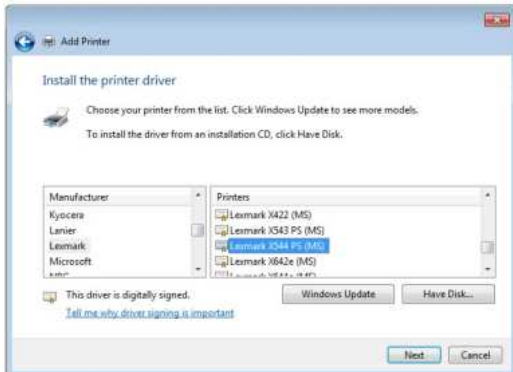 Add Printer
Install the printer driver
Choose your printer from the list. Click Windows Update to see more models.
To install the driver from an installation CD, click Have Disk.
Manufacturer
Kyocera
Lanier
Lexmark
Microsoft
Printers
Lexmark X422 (MS)
Lexmark X543 PS (MS)
Lexmark X544 PS (MS)
Lexmark X642e (MS)
This driver is digitally signed.
Tell me why driver signing is important
Windows Update
Have Disk...
Next
Cancel